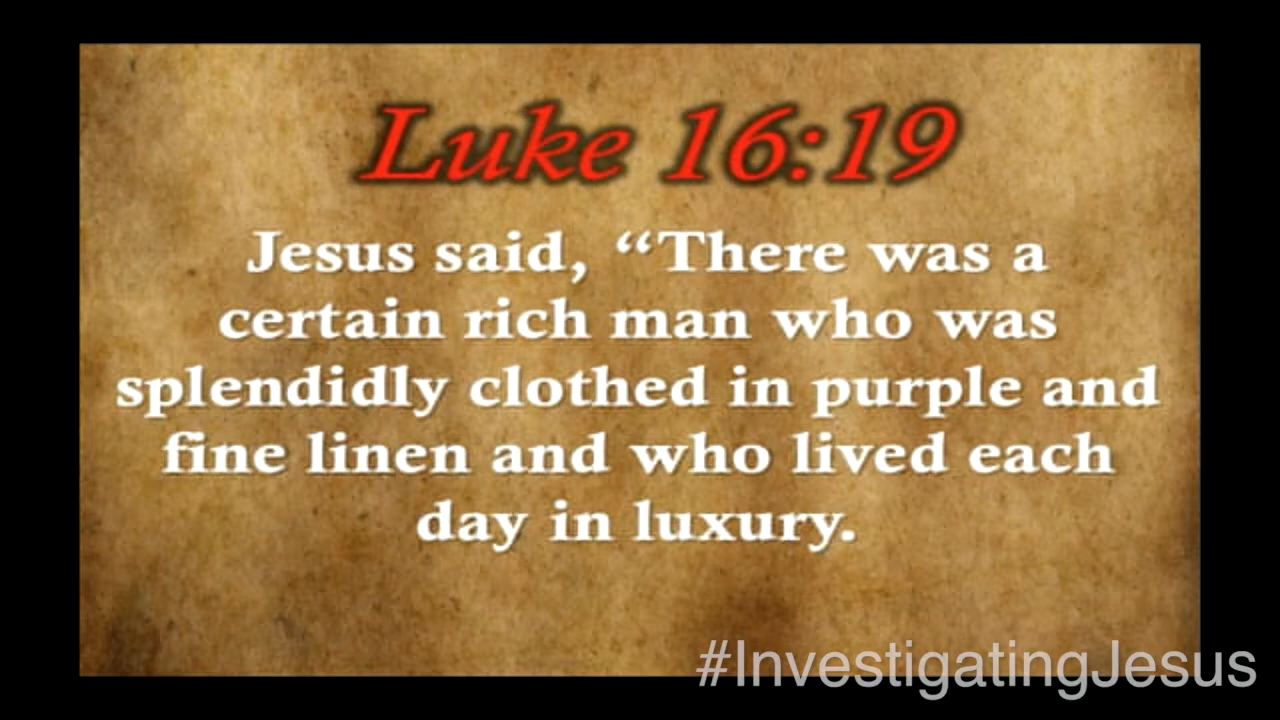 Luke 16:19
Jesus said, “There was a
certain rich man who was
splendidly clothed in purple and
fine linen and who lived each
day in luxury.
#InvestigatingJesus